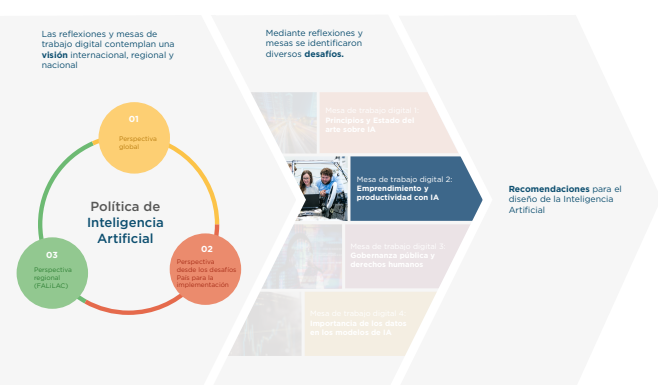 Las reflexiones y mesas de
trabajo digital contemplan una
visión internacional, regional y
nacional
01
Perspectiva
global
Política de
Inteligencia
Artificial
02
Perspectiva
desde los desafíos
País para la
implementación
03
Perspectiva
regional
(FALILAC)
Mediante reflexiones y
mesas se identificaron
diversos desafíos.
Mesa de trabajo digital 1:
Principios y Estado del
arte sobre IA
Mesa de trabajo digital 2:
Emprendimiento y
productividad con IA
Mesa de trabajo digital 3:
Gobernanza pública y
derechos humanos
Mesa de trabajo digital 4:
Importancia de los datos
en los modelos de IA
Recomendaciones para el
diseño de la Inteligencia
Artificial